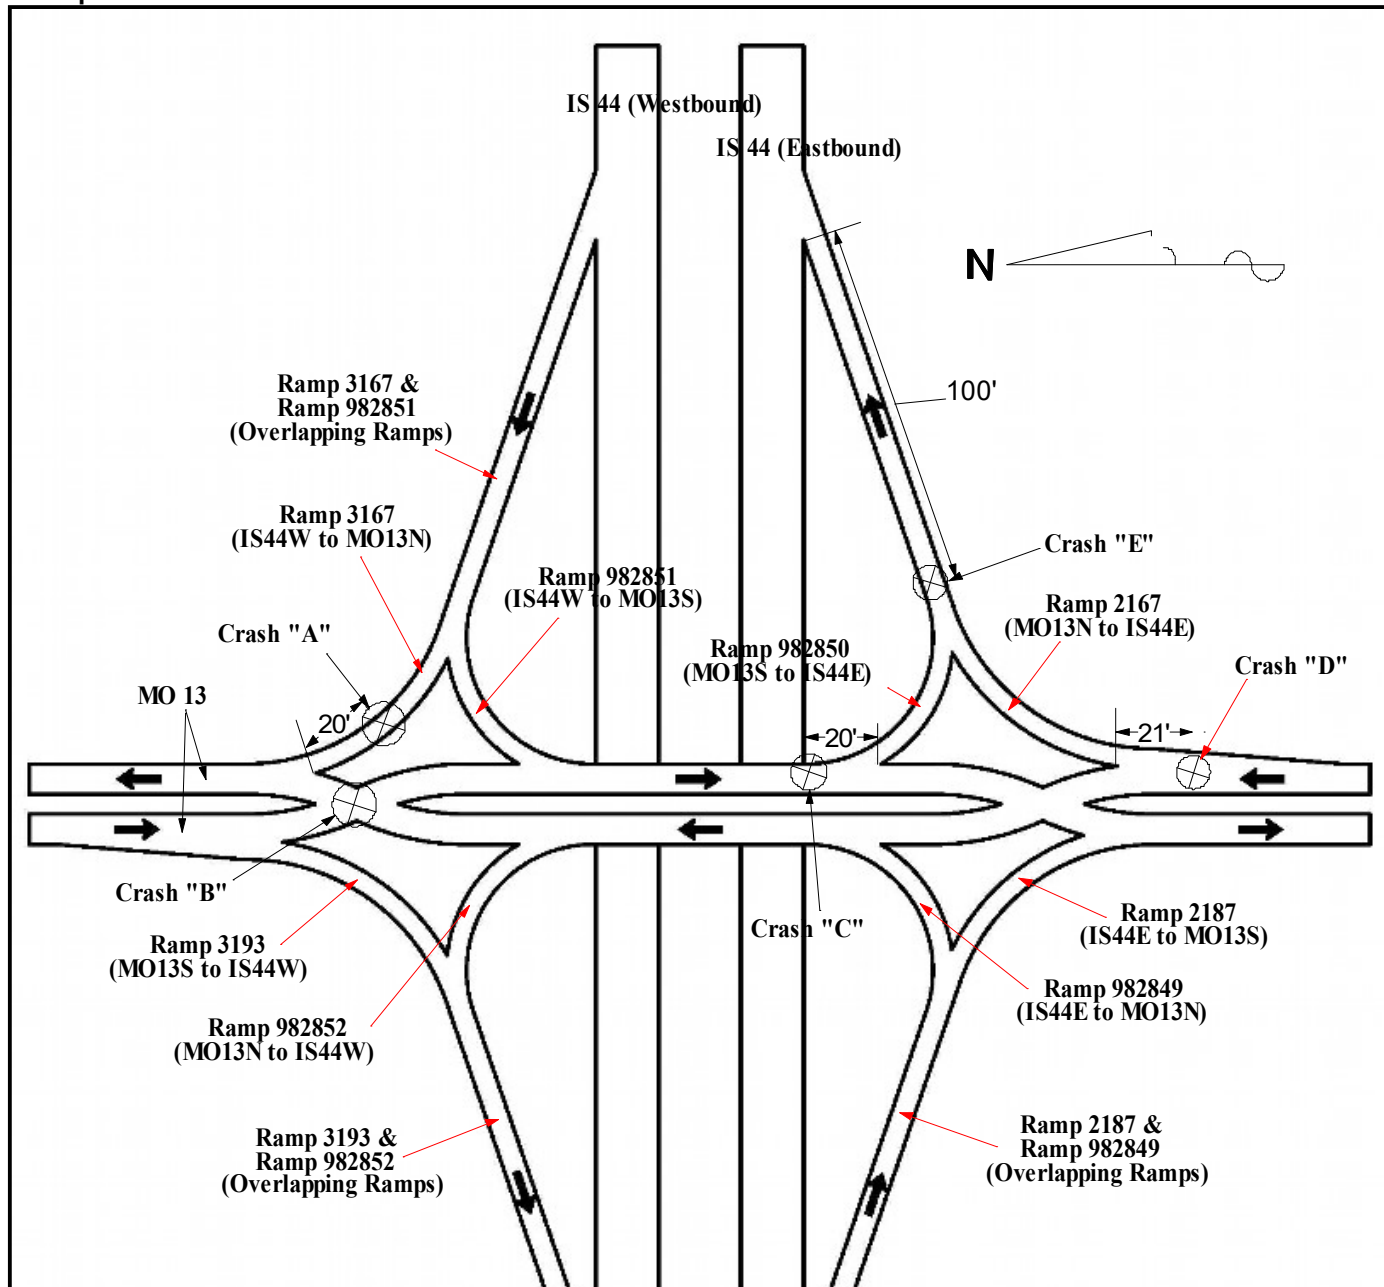 IS 44 (Westbound)
IS 44 (Eastbound)
N
Ramp 3167 &
Ramp 982851
(Overlapping Ramps)
100'
Ramp 3167
(IS44W to MO13N)
Crash "E"
Ramp 982851
(IS44W to MO13S)
Ramp 2167
(MO13N to IS44E)
Crash "A"
Ramp 982850
(MO13S to IS44E)
Crash "D"
MO 13
20'
20'
21'
Crash "B"
Crash "C"
Ramp 3193
(MO13S to IS44W)
Ramp 2187
(IS44E to MO13S)
Ramp 982849
(IS44E to MO13N)
Ramp 982852
(MO13N to IS44W)
Ramp 3193 &
Ramp 982852
(Overlapping Ramps)
Ramp 2187 &
Ramp 982849
(Overlapping Ramps)